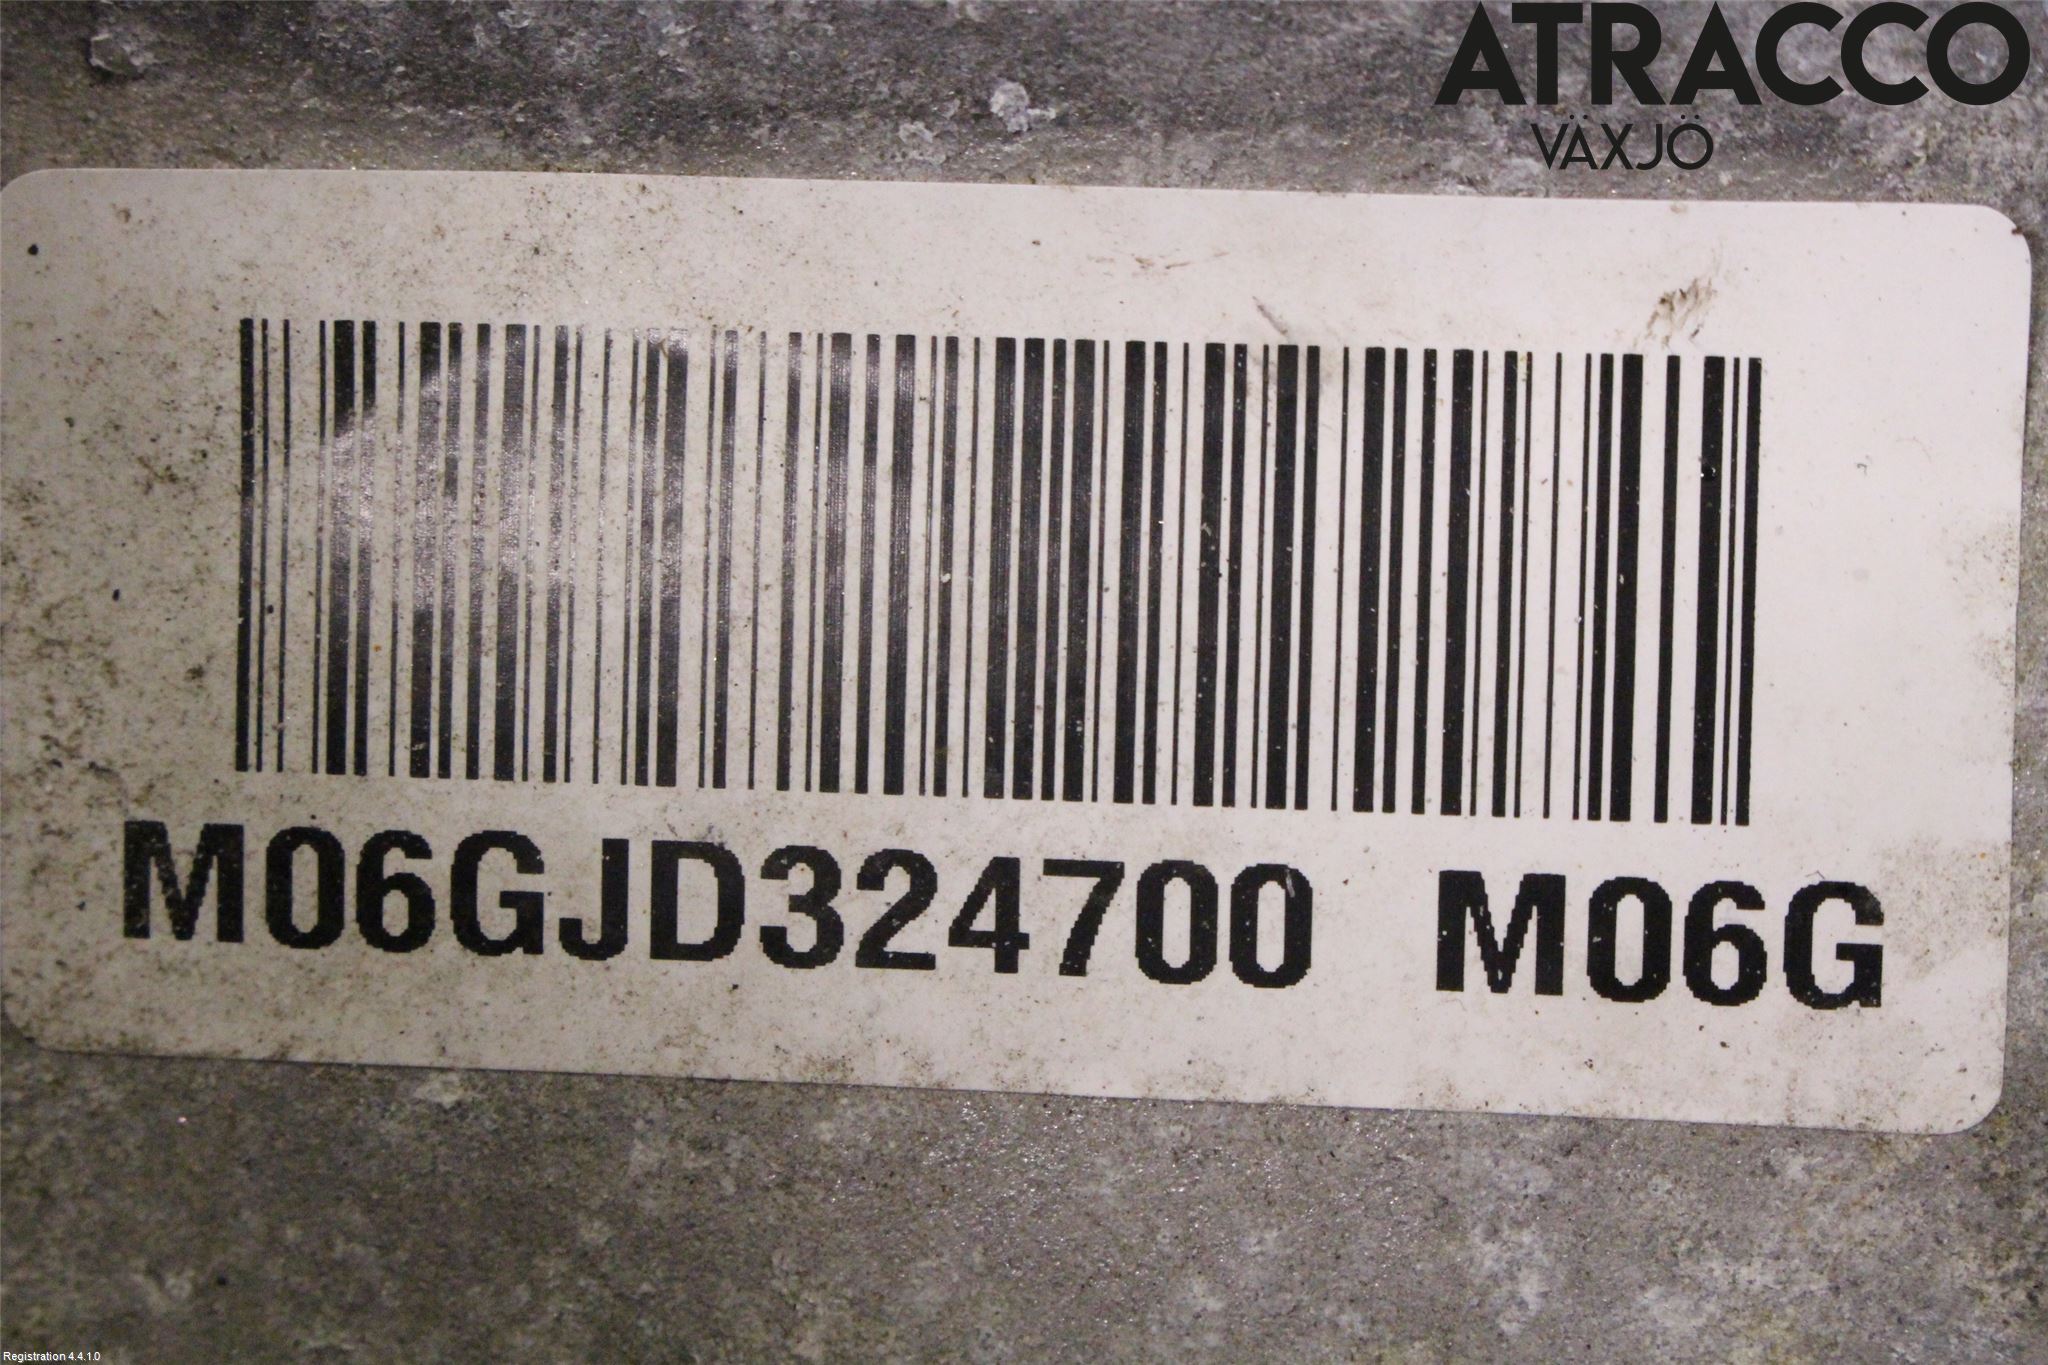 ATRACCO
VÄXJÖ
M06GJD324700 M06G
Registration 4.4.1.0